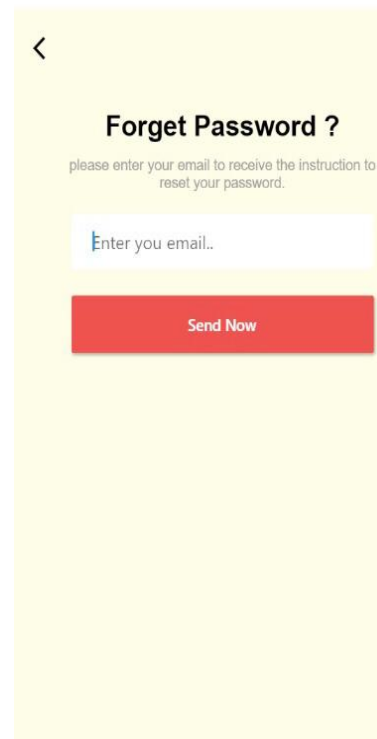 Forget Password ?
please enter your email to receive the instruction to
reset your password.
Enter you email..
Send Now